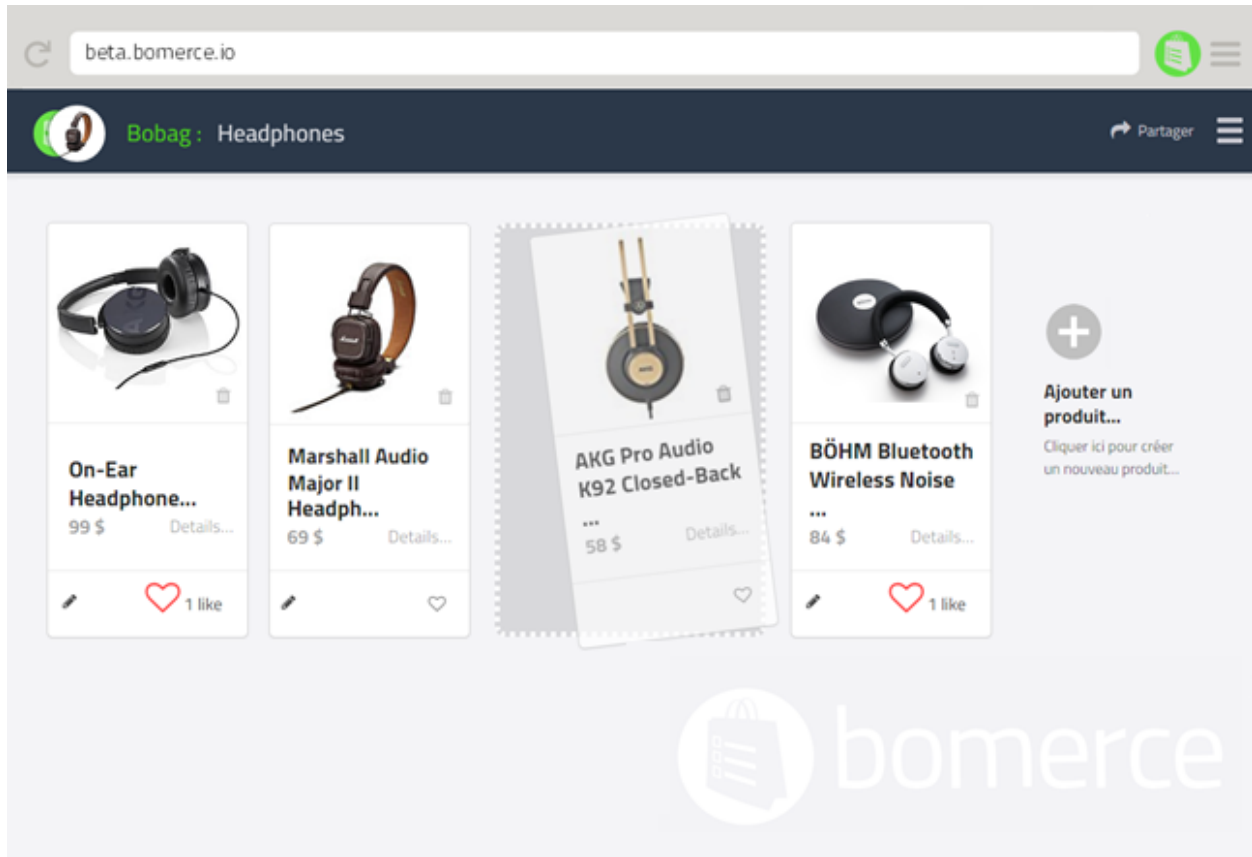 beta.bomerce.io
Bobag : Headphones
Partager
On-Ear
Headphone...
99 $ Details...
1 like
Marshall Audio
Major II
Headph...
69 $ Details...
AKG Pro Audio
K92 Closed-Back
...
58 $ Details...
BÖHM Bluetooth
Wireless Noise
...
84 $ Details...
1 like
Ajouter un
produit...
Cliquer ici pour créer
un nouveau produit...
bomerce